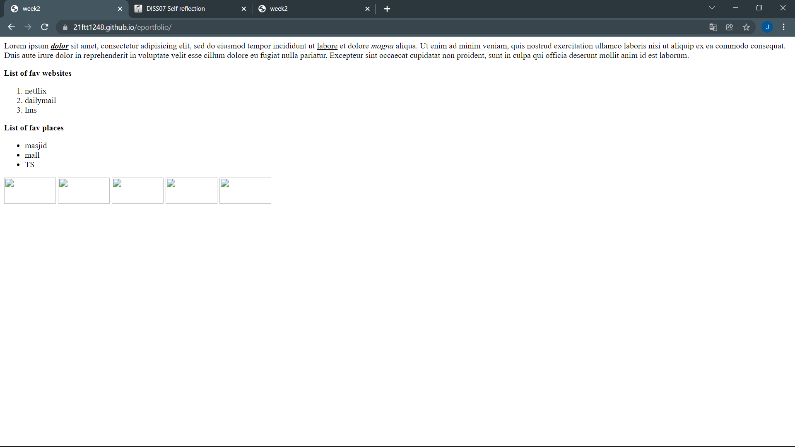 week2
DISS07 Self reflection
week2
21ftt1248.github.io/eportfolio/
J
Lorem ipsum dolor sit amet, consectetur adipisicing elit, sed do eiusmod tempor incididunt ut labore et dolore magna aliqua. Ut enim ad minim veniam, quis nostrud exercitation ullamco laboris nisi ut aliquip ex ea commodo consequat.
Duis aute irure dolor in reprehenderit in voluptate velit esse cillum dolore eu fugiat nulla pariatur. Excepteur sint occaecat cupidatat non proident, sunt in culpa qui officia deserunt mollit anim id est laborum.
List of fav websites
1. netflix
2. dailymail
3. lms
List of fav places
• masjid
• mall
• TS